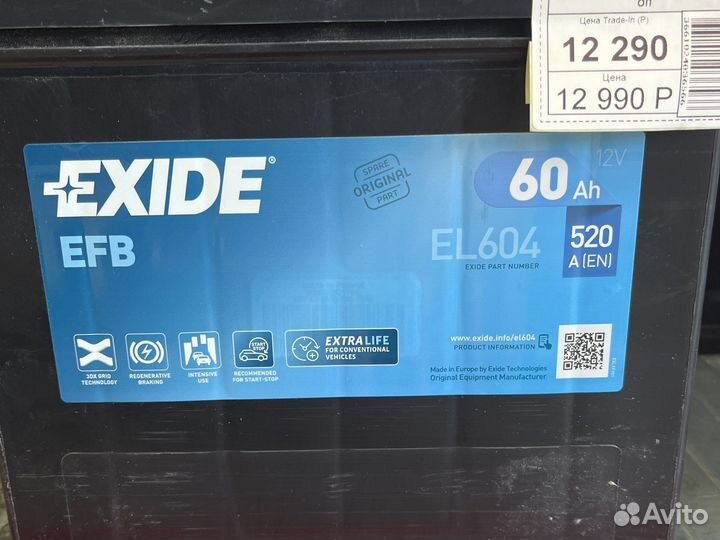 оп
Цена Trade-In (Р)
12 290
Цена
12 990 Р
EXIDE®
EFB
SPARE
ORIGINAL
PART
12V
60 Ah
EL604
EXIDE PART NUMBER
520
A (EN)
3DX GRID
TECHNOLOGY
REGENERATIVE
BRAKING
INTENSIVE
USE
START
STOP
RECOMMENDED
FOR START-STOP
EXTRALIFE
FOR CONVENTIONAL
VEHICLES
www.exide.info/el604
PRODUCT INFORMATION
Made in Europe by Exide Technologies
Original Equipment Manufacturer
Avito